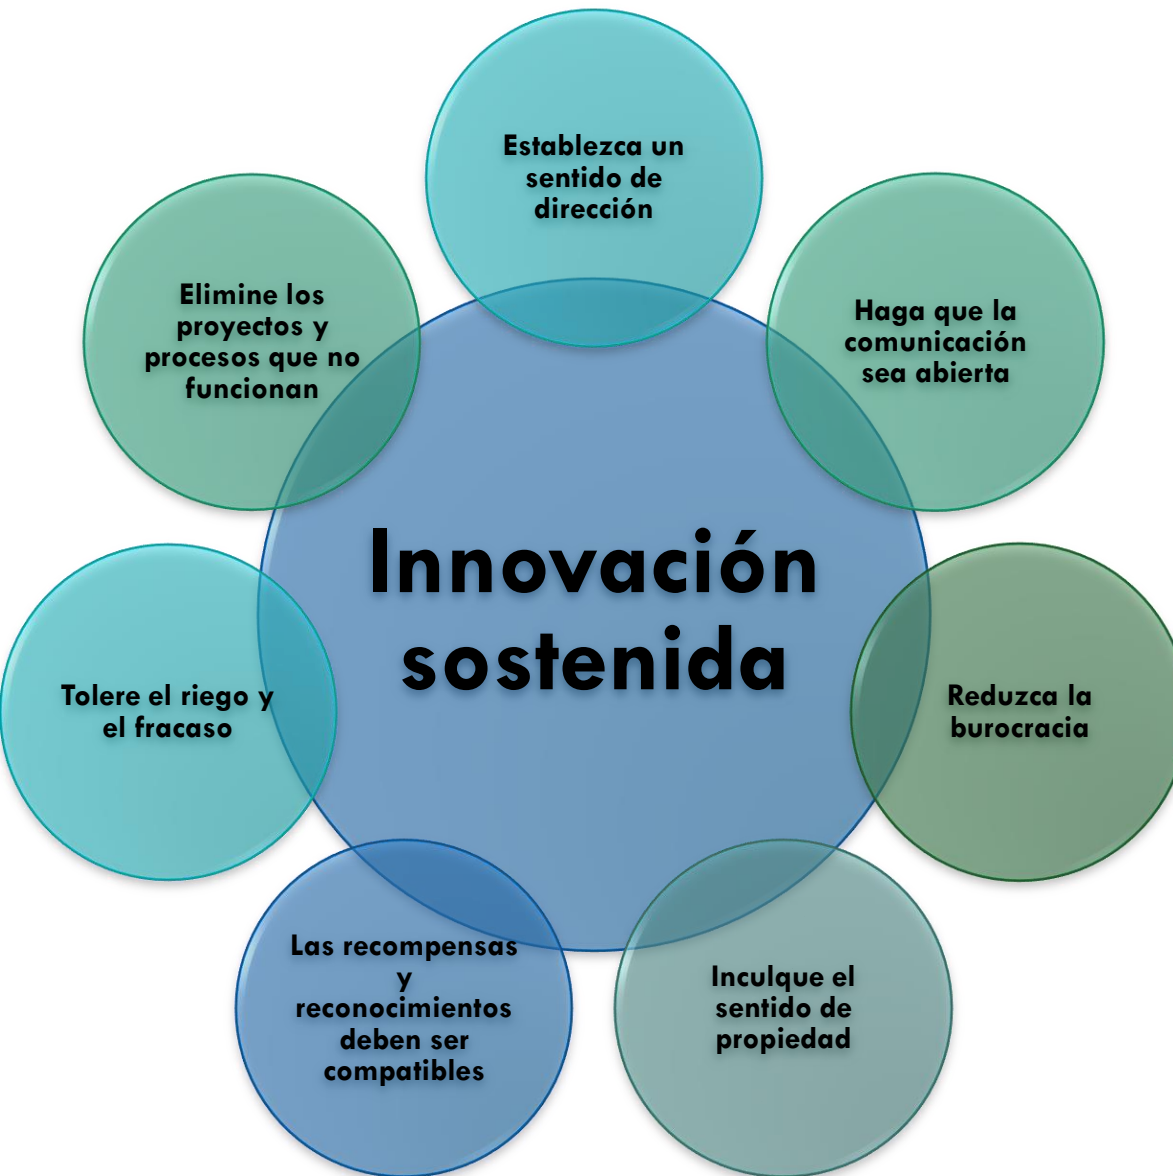 Establezca un
sentido de
dirección
Haga que la
comunicación
sea abierta
Reduzca la
burocracia
Inculque el
sentido de
propiedad
Las recompensas
y
reconocimientos
deben ser
compatibles
Tolere el riego y
el fracaso
Elimine los
proyectos y
procesos que no
funcionan
Innovación
sostenida